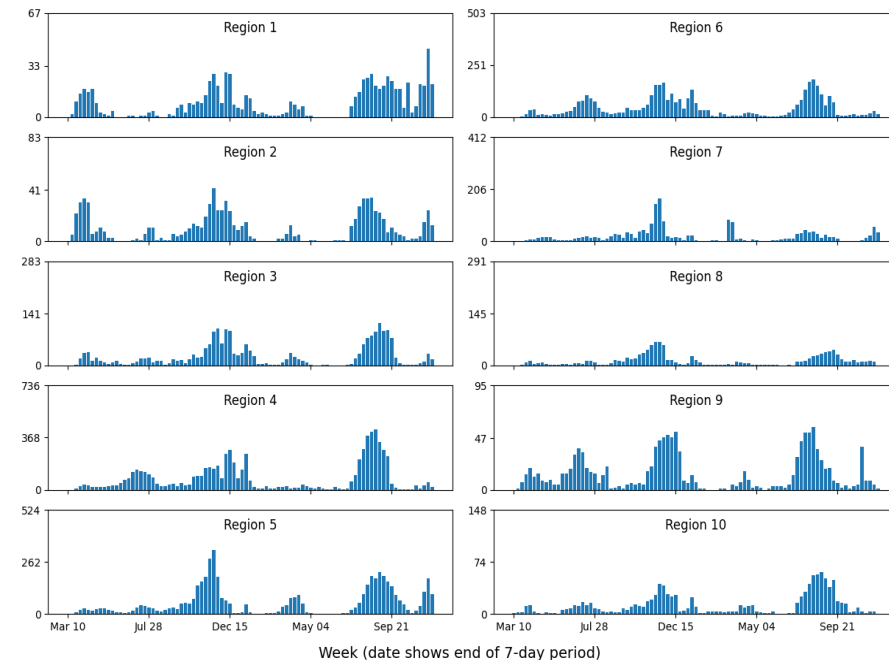 67
33
0
Region 1
503
251
0
Region 6
83
41
0
Region 2
412
206
0
Region 7
283
141
0
Region 3
291
145
0
Region 8
736
368
0
Region 4
95
47
0
Region 9
524
262
0
Region 5
148
74
0
Region 10
Mar 10 Jul 28 Dec 15 May 04 Sep 21
Mar 10 Jul 28 Dec 15 May 04 Sep 21
Week (date shows end of 7-day period)